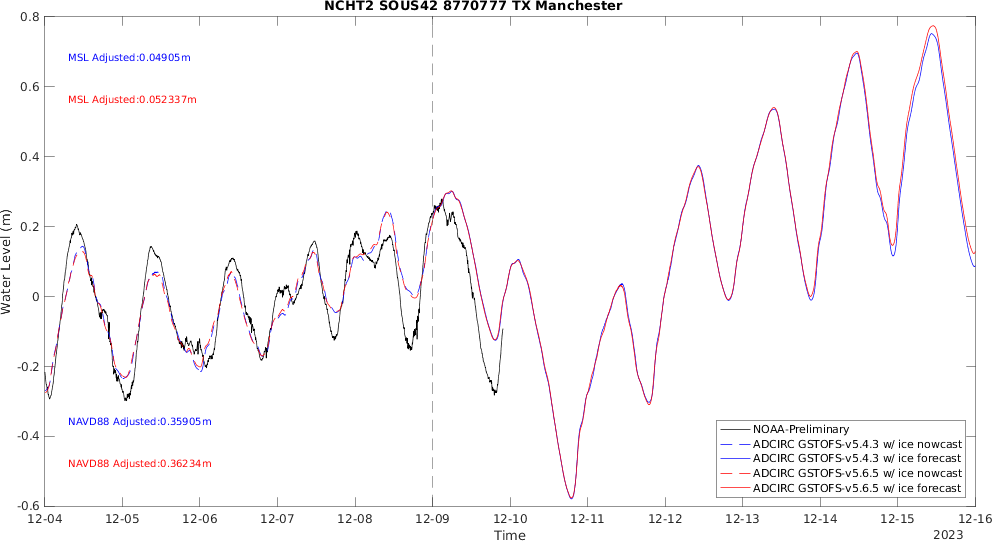 NCHT2 SOUS42 8770777 TX Manchester
0.8
0.6
0.4
0.2
0
-0.2
-0.4
-0.6
Water Level (m)
MSL Adjusted:0.04905m
MSL Adjusted:0.052337m
NAVD88 Adjusted:0.35905m
NAVD88 Adjusted:0.36234m
NOAA-Preliminary
ADCIRC GSTOFS-v5.4.3 w/ ice nowcast
ADCIRC GSTOFS-v5.4.3 w/ ice forecast
ADCIRC GSTOFS-v5.6.5 w/ ice nowcast
ADCIRC GSTOFS-v5.6.5 w/ ice forecast
12-04 12-05 12-06 12-07 12-08 12-09 12-10 12-11 12-12 12-13 12-14 12-15 12-16
Time
2023